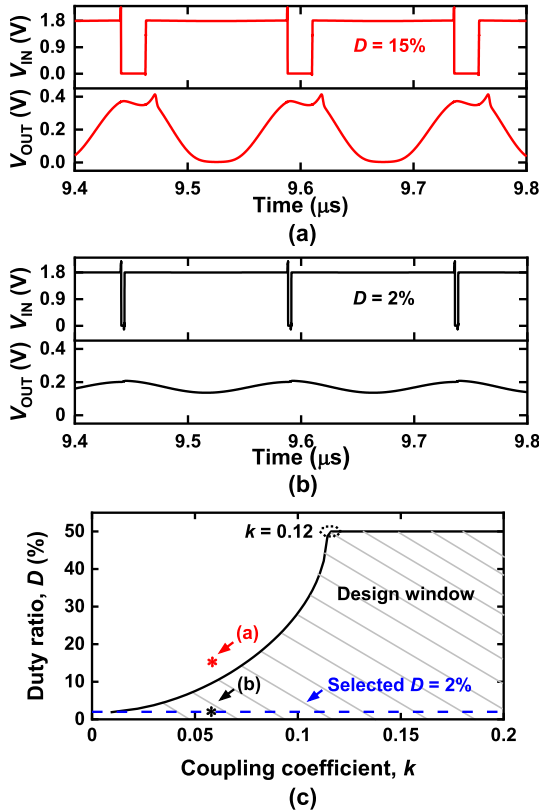 V_IN (V)
1.8
0.9
0.0
D = 15%
V_OUT (V)
0.4
0.2
0.0
9.4 9.5 9.6 9.7 9.8
Time (μs)
(a)
V_IN (V)
1.8
0.9
0
D = 2%
V_OUT (V)
0.4
0.2
0
9.4 9.5 9.6 9.7 9.8
Time (μs)
(b)
Duty ratio, D (%)
60
50
40
30
20
10
0
k = 0.12
Design window
(a)
(b)
Selected D = 2%
0 0.05 0.1 0.15 0.2
Coupling coefficient, k
(c)